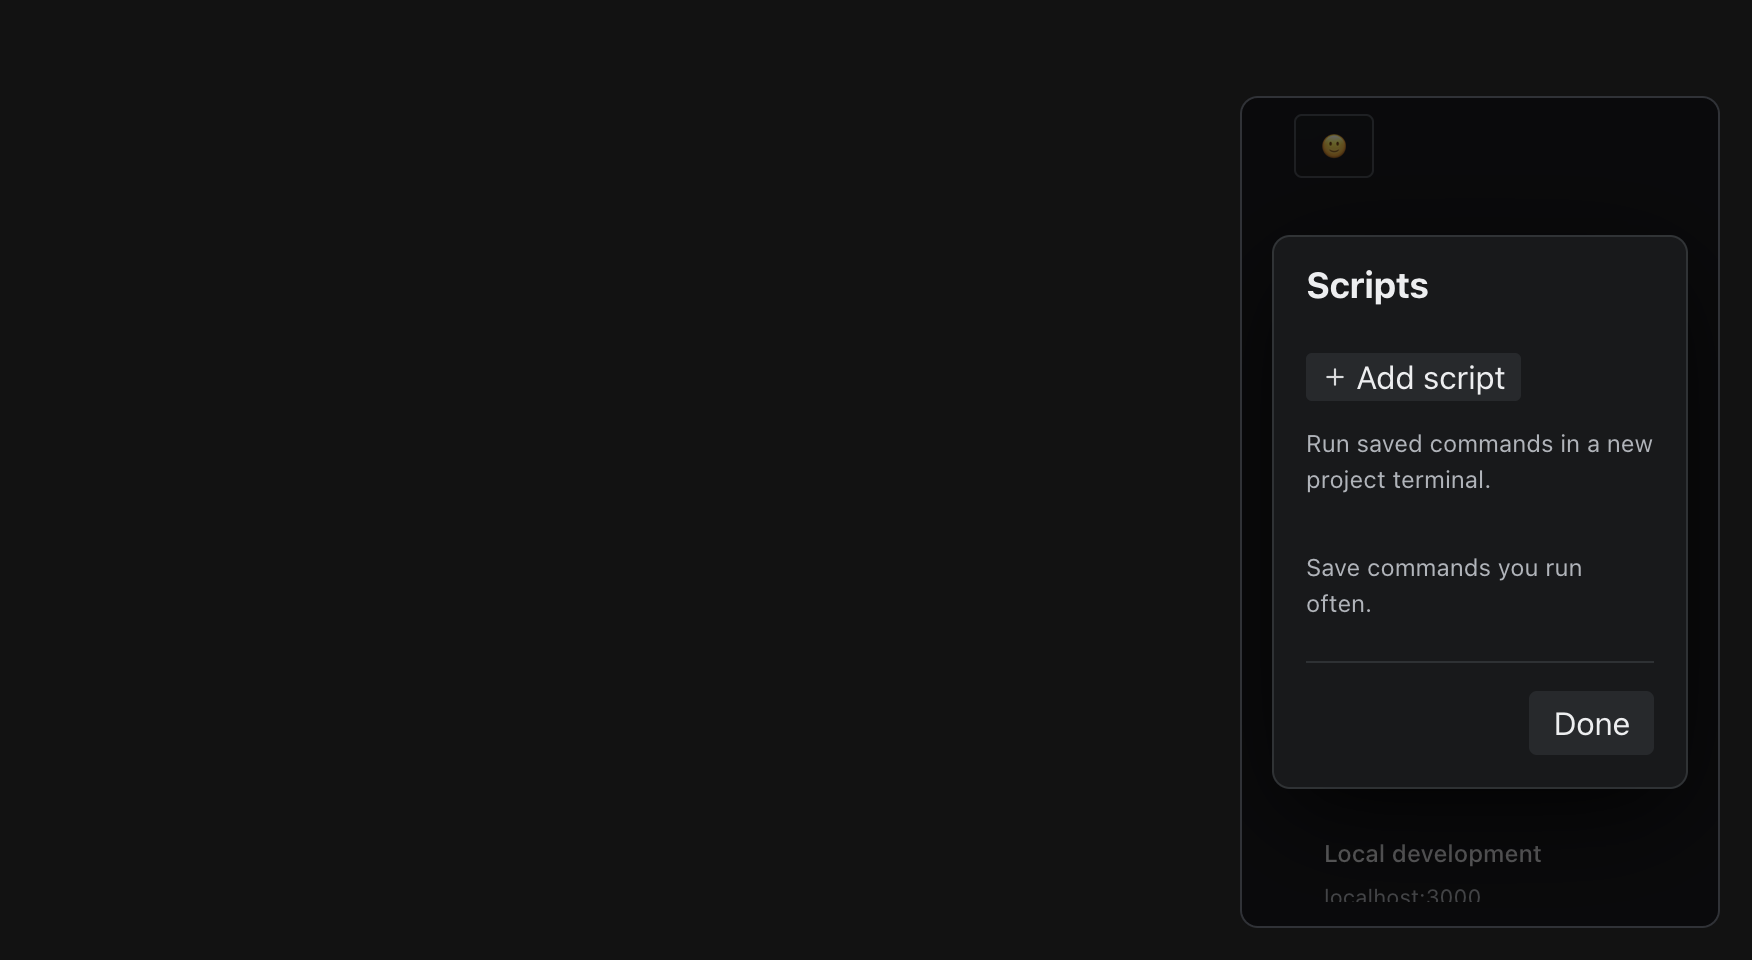 Scripts
+ Add script
Run saved commands in a new
project terminal.
Save commands you run
often.
Done
Local development
localhost:3000